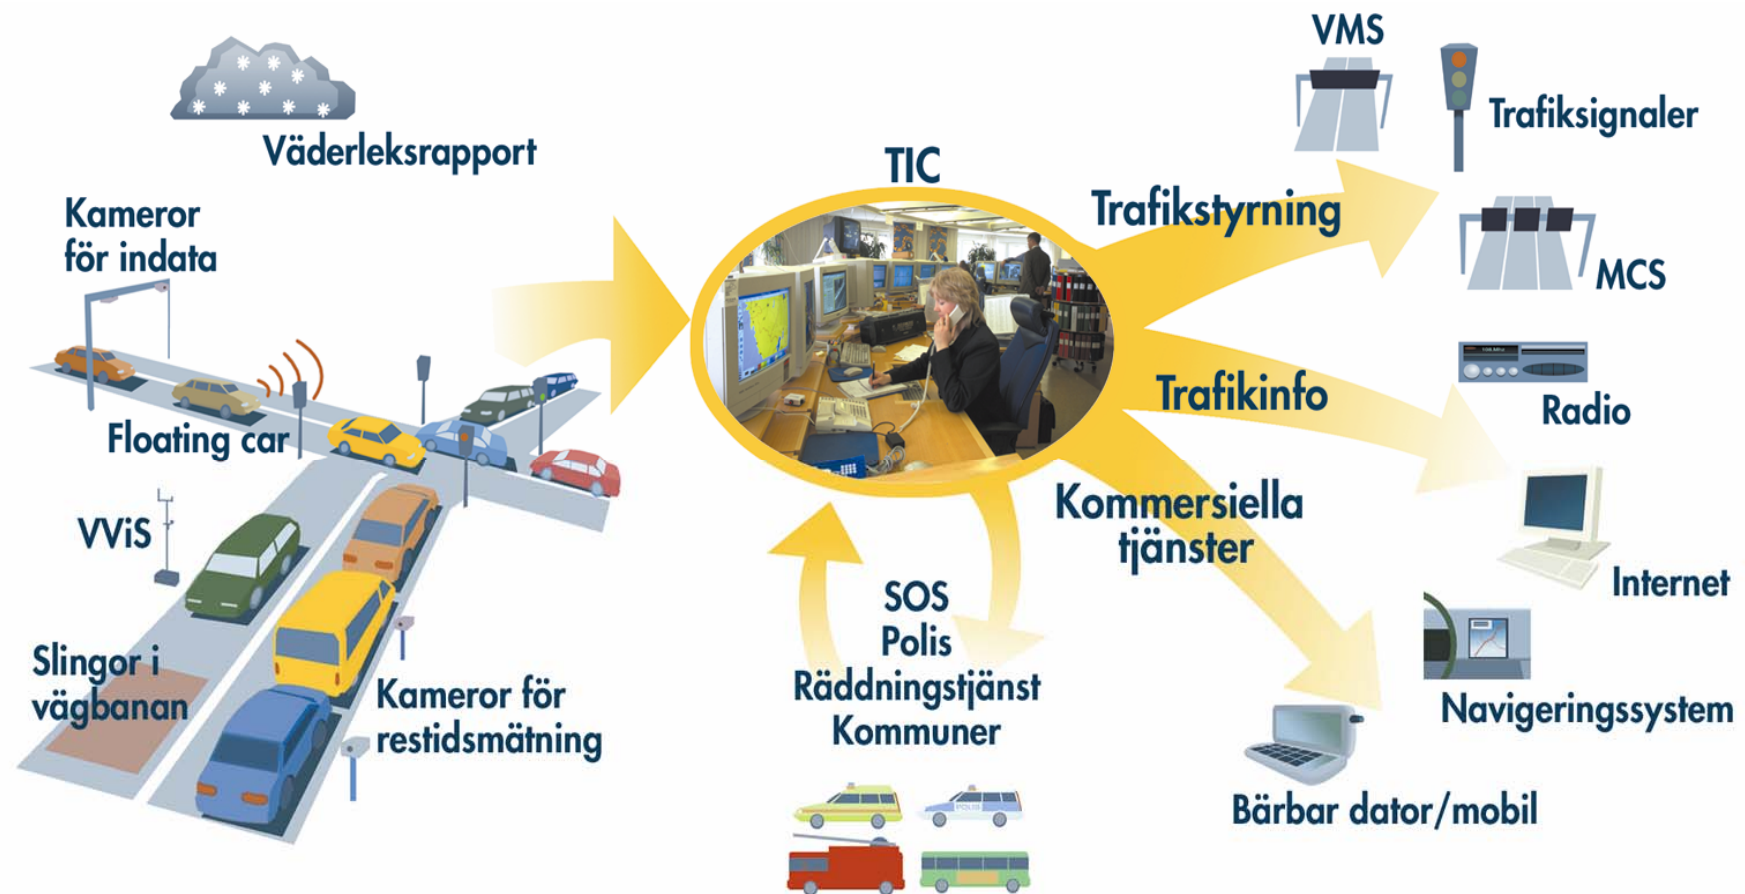 VMS
Trafiksignaler
Väderleksrapport
TIC
Kameror
för indata
Trafikstyrning
MCS
Trafikinfo
Radio
Floating car
VViS
Kommersiella
tjänster
Internet
SOS
Polis
Räddningstjänst
Kommuner
Slingor i
vägbanan
Kameror för
restidsmätning
Navigeringssystem
Bärbar dator/mobil
POLIS